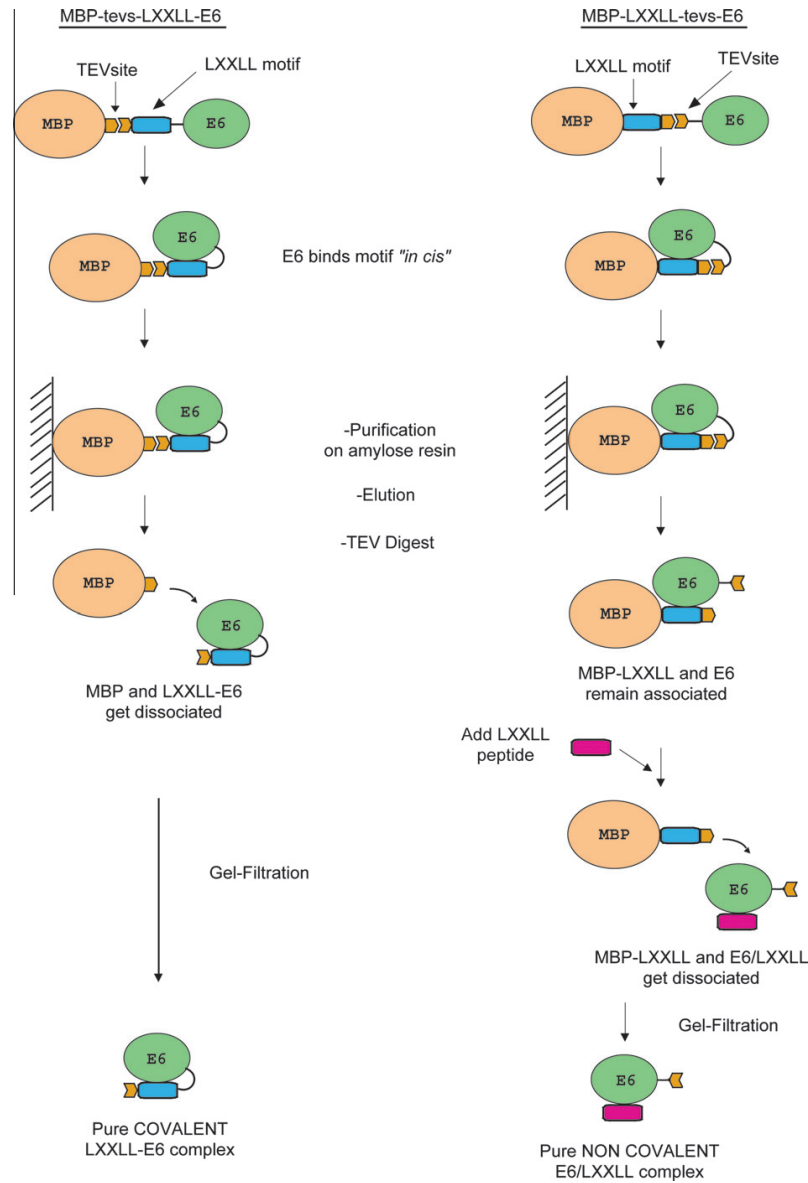 MBP-tevs-LXXLL-E6
TEVsite
LXXLL motif
MBP
E6
E6
MBP
E6
MBP
MBP
E6
MBP and LXXLL-E6
get dissociated
E6
Pure COVALENT
LXXLL-E6 complex
E6 binds motif "in cis"
-Purification
on amylose resin
-Elution
-TEV Digest
Gel-Filtration
MBP-LXXLL-tevs-E6
LXXLL motif
TEVsite
MBP
E6
E6
MBP
E6
MBP
E6
MBP
MBP-LXXLL and E6
remain associated
Add LXXLL
peptide
MBP
E6
MBP-LXXLL and E6/LXXLL
get dissociated
Gel-Filtration
E6
Pure NON COVALENT
E6/LXXLL complex